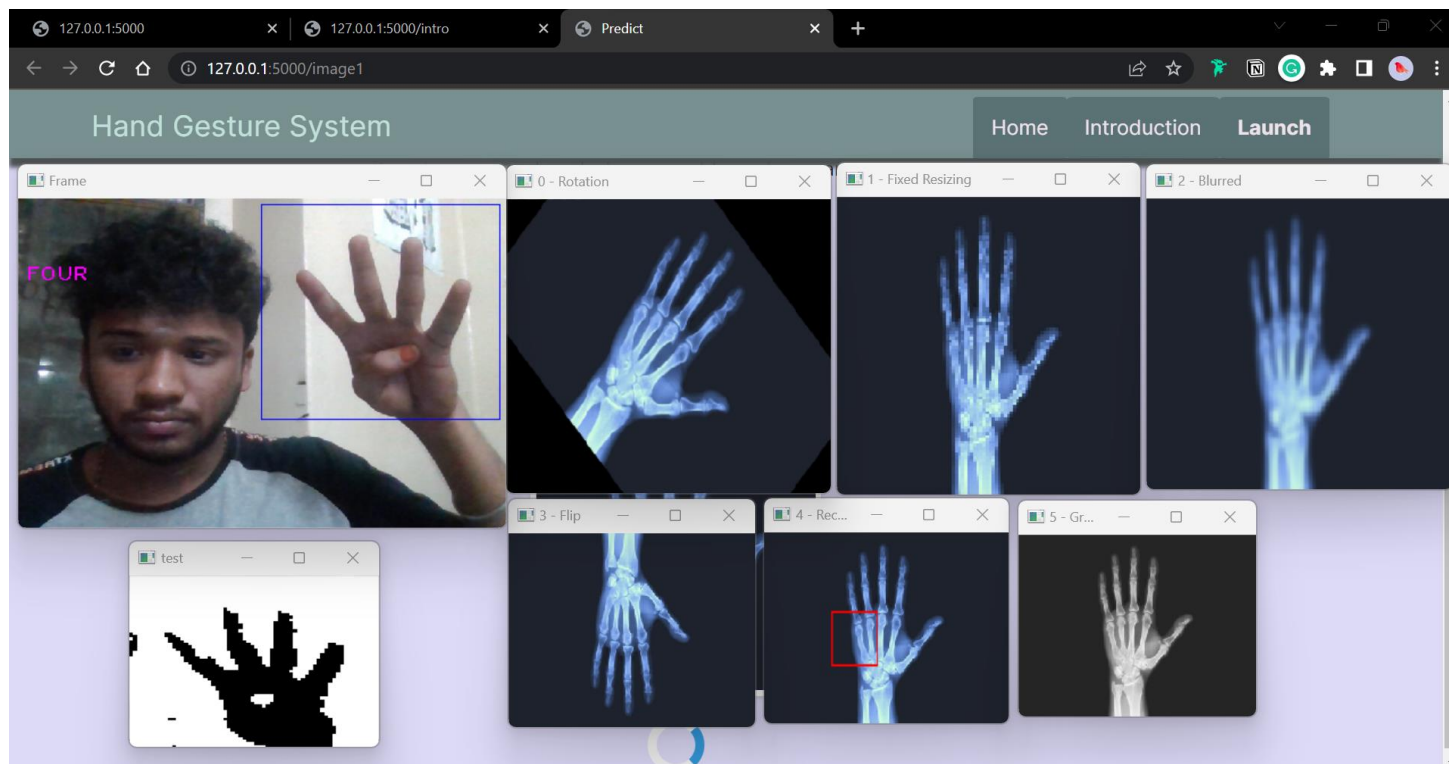 127.0.0.1:5000
127.0.0.1:5000/intro
Predict
127.0.0.1:5000/image1
Hand Gesture System
Home
Introduction
Launch
Frame
0 - Rotation
1 - Fixed Resizing
2 - Blurred
FOUR
3 - Flip
4 - Rec...
5 - Gr...
test